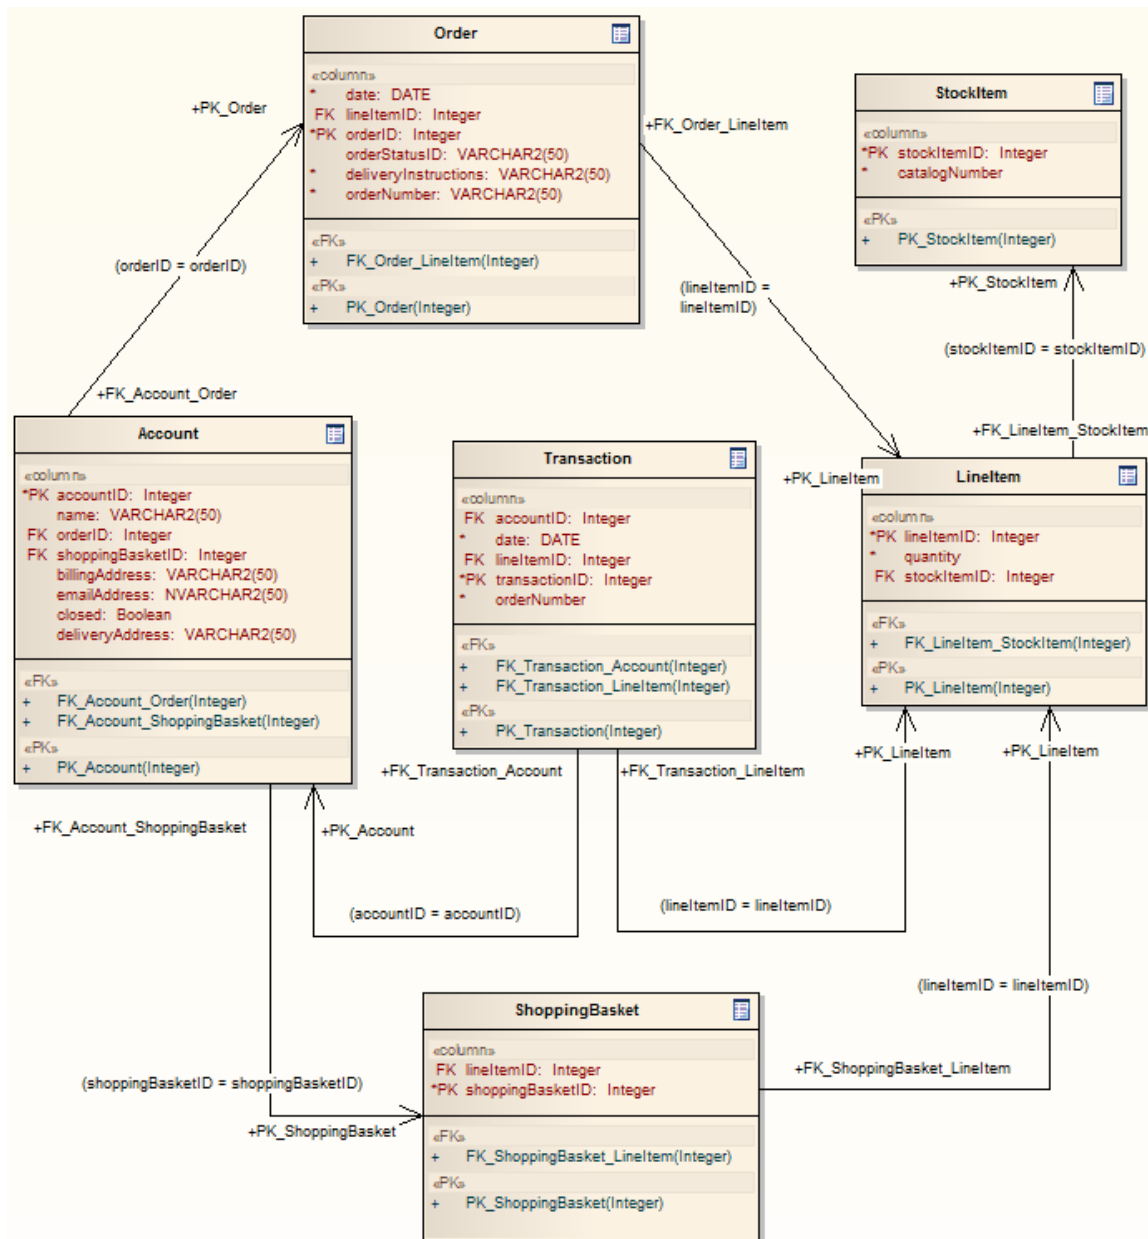 Order
«column»
* date: DATE
FK lineItemID: Integer
*PK orderID: Integer
orderStatusID: VARCHAR2(50)
* deliveryInstructions: VARCHAR2(50)
* orderNumber: VARCHAR2(50)
«FK»
+ FK_Order_LineItem(Integer)
«PK»
+ PK_Order(Integer)
+PK_Order
+FK_Order_LineItem
StockItem
«column»
*PK stockItemID: Integer
* catalogNumber
«PK»
+ PK_StockItem(Integer)
+PK_StockItem
(orderID = orderID)
(lineItemID =
lineItemID)
(stockItemID = stockItemID)
+FK_Account_Order
+FK_LineItem_StockItem
Account
«column»
*PK accountID: Integer
name: VARCHAR2(50)
FK orderID: Integer
FK shoppingBasketID: Integer
billingAddress: VARCHAR2(50)
emailAddress: NVARCHAR2(50)
closed: Boolean
deliveryAddress: VARCHAR2(50)
«FK»
+ FK_Account_Order(Integer)
+ FK_Account_ShoppingBasket(Integer)
«PK»
+ PK_Account(Integer)
Transaction
«column»
FK accountID: Integer
* date: DATE
FK lineItemID: Integer
*PK transactionID: Integer
* orderNumber
«FK»
+ FK_Transaction_Account(Integer)
+ FK_Transaction_LineItem(Integer)
«PK»
+ PK_Transaction(Integer)
+PK_LineItem
LineItem
«column»
*PK lineItemID: Integer
* quantity
FK stockItemID: Integer
«FK»
+ FK_LineItem_StockItem(Integer)
«PK»
+ PK_LineItem(Integer)
+FK_Transaction_Account
+FK_Transaction_LineItem
+PK_LineItem
+PK_LineItem
+FK_Account_ShoppingBasket
+PK_Account
(accountID = accountID)
(lineItemID = lineItemID)
(lineItemID = lineItemID)
(shoppingBasketID = shoppingBasketID)
+PK_ShoppingBasket
+FK_ShoppingBasket_LineItem
ShoppingBasket
«column»
FK lineItemID: Integer
*PK shoppingBasketID: Integer
«FK»
+ FK_ShoppingBasket_LineItem(Integer)
«PK»
+ PK_ShoppingBasket(Integer)